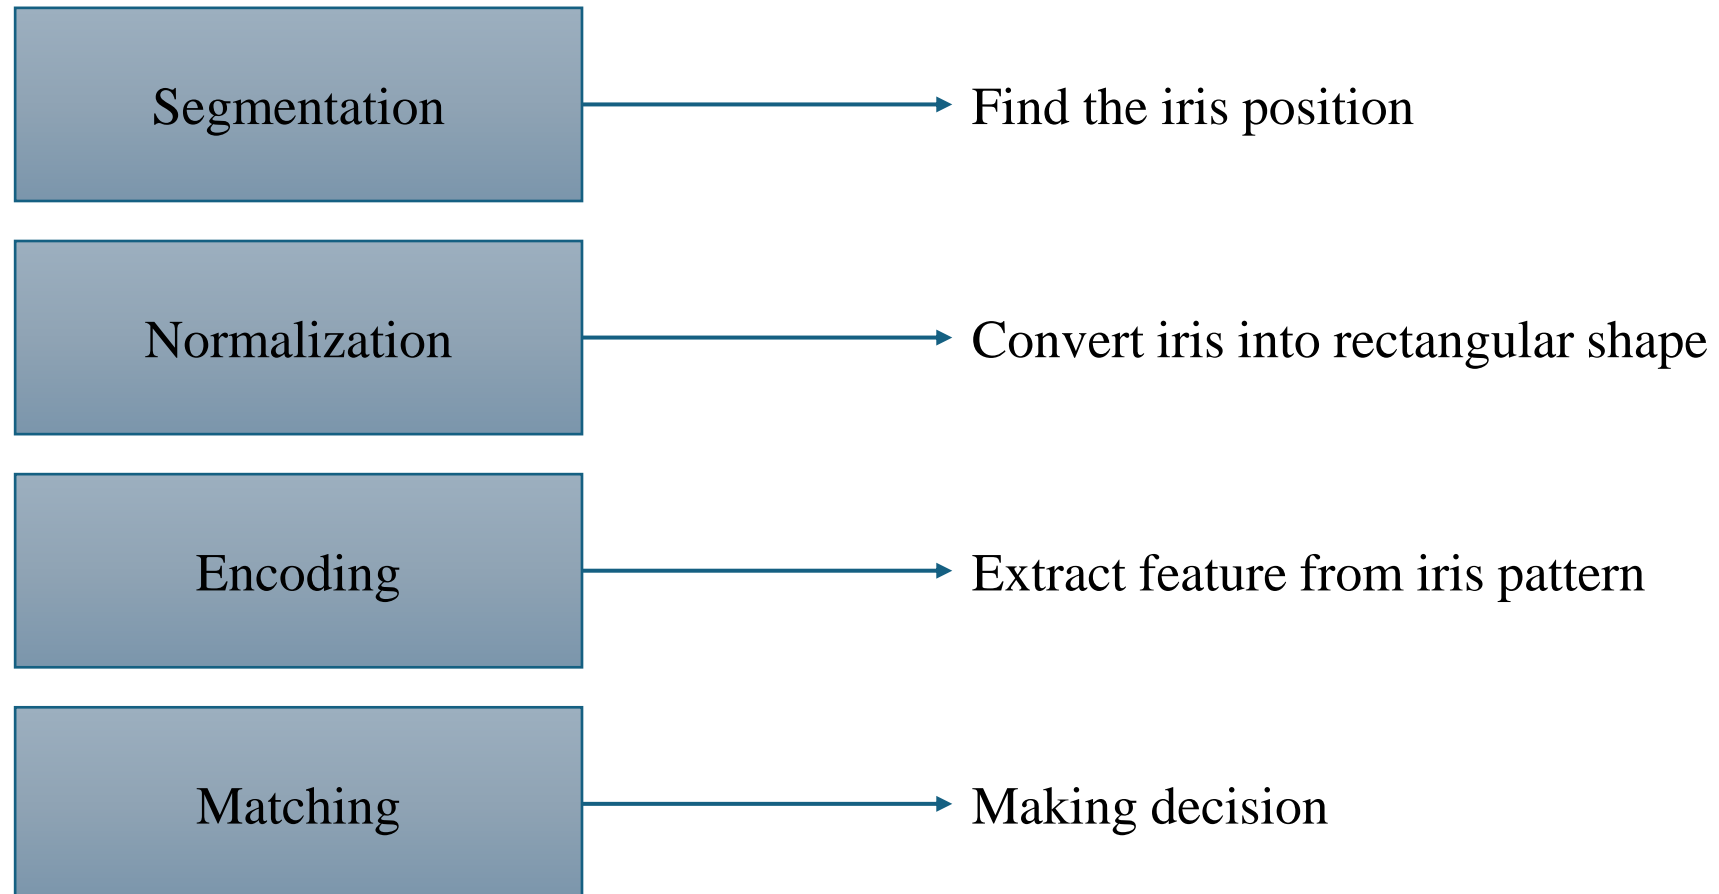 Segmentation
Find the iris position
Normalization
Convert iris into rectangular shape
Encoding
Extract feature from iris pattern
Matching
Making decision